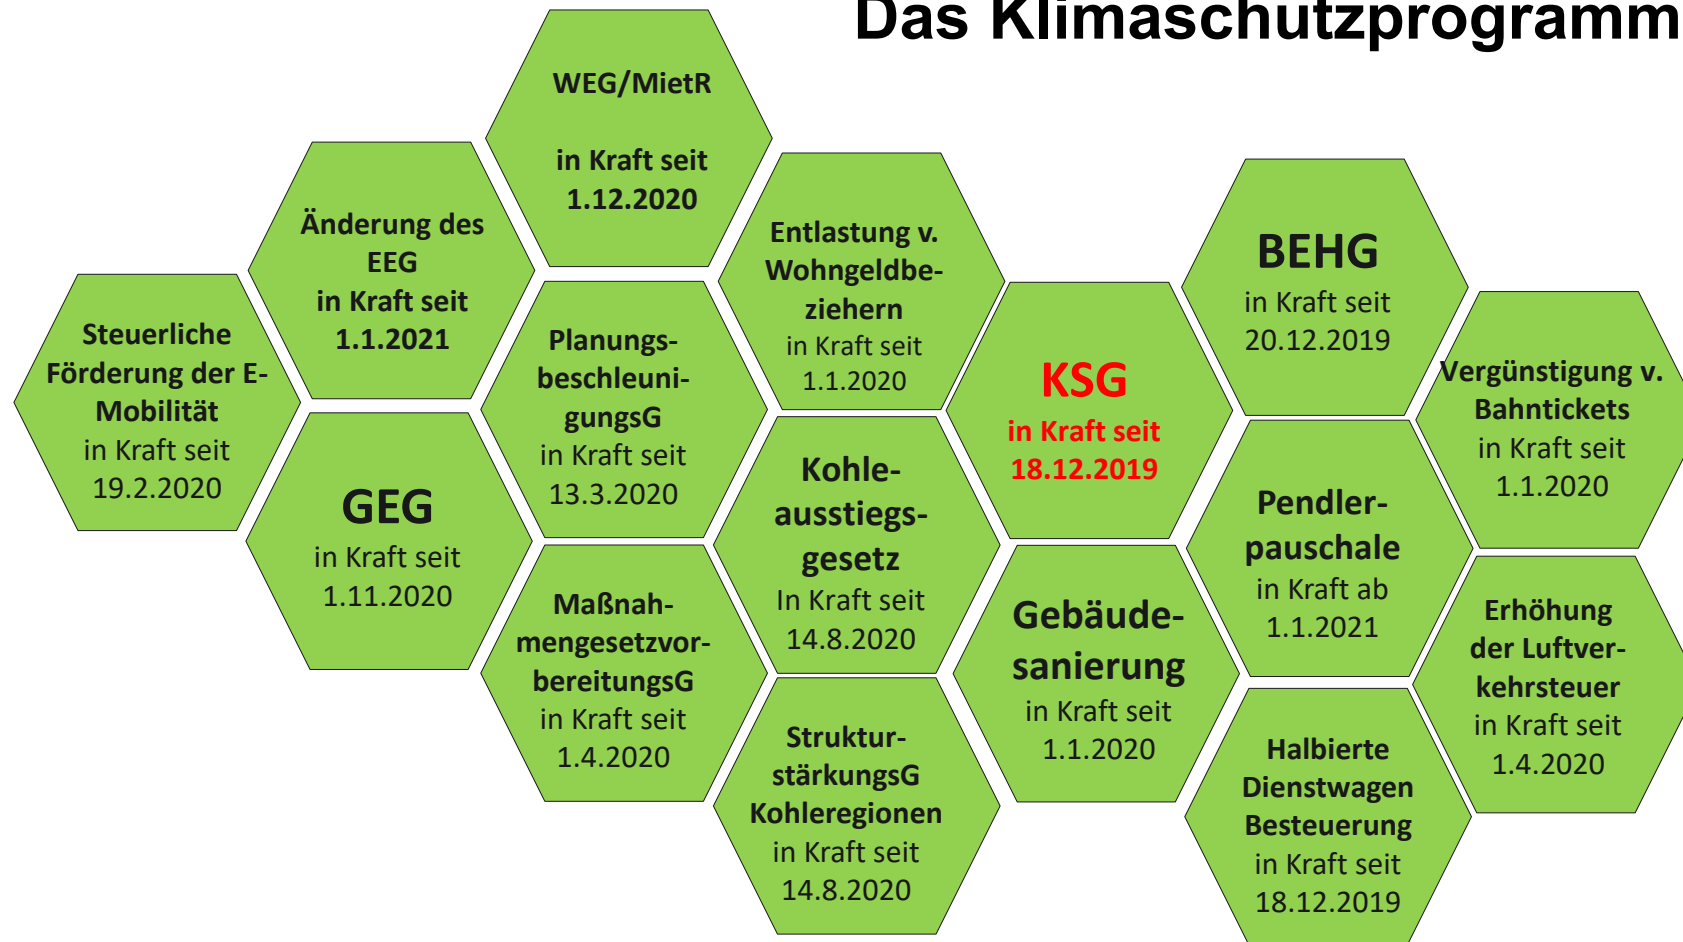 Das Klimaschutzprogramm
WEG/MietR
in Kraft seit
1.12.2020
Änderung des
EEG
in Kraft seit
1.1.2021
Entlastung v.
Wohngeldbe-
ziehern
in Kraft seit
1.1.2020
BEHG
in Kraft seit
20.12.2019
Steuerliche
Förderung der E-
Mobilität
in Kraft seit
19.2.2020
Planungs-
beschleuni-
gungsG
in Kraft seit
13.3.2020
KSG
in Kraft seit
18.12.2019
Vergünstigung v.
Bahntickets
in Kraft seit
1.1.2020
GEG
in Kraft seit
1.11.2020
Kohle-
ausstiegs-
gesetz
In Kraft seit
14.8.2020
Pendler-
pauschale
in Kraft ab
1.1.2021
Maßnah-
mengesetzvor-
bereitungsG
in Kraft seit
1.4.2020
Gebäude-
sanierung
in Kraft seit
1.1.2020
Erhöhung
der Luftver-
kehrsteuer
in Kraft seit
1.4.2020
Struktur-
stärkungsG
Kohleregionen
in Kraft seit
14.8.2020
Halbierte
Dienstwagen
Besteuerung
in Kraft seit
18.12.2019